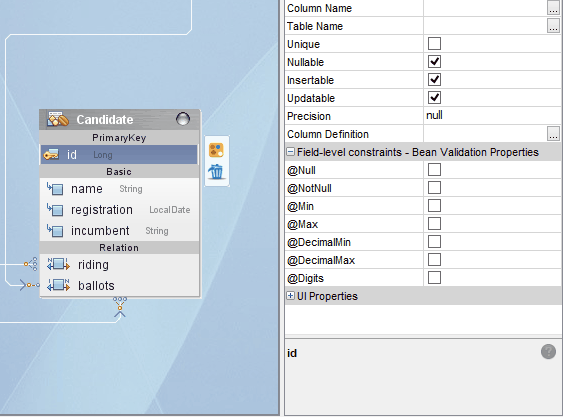 Candidate
PrimaryKey
id Long
Basic
name String
registration LocalDate
incumbent String
Relation
riding
ballots
Column Name ...
Table Name ...
Unique
Nullable
Insertable
Updatable
Precision null
Column Definition ...
Field-level constraints - Bean Validation Properties
@Null
@NotNull
@Min
@Max
@DecimalMin
@DecimalMax
@Digits
UI Properties
id
?